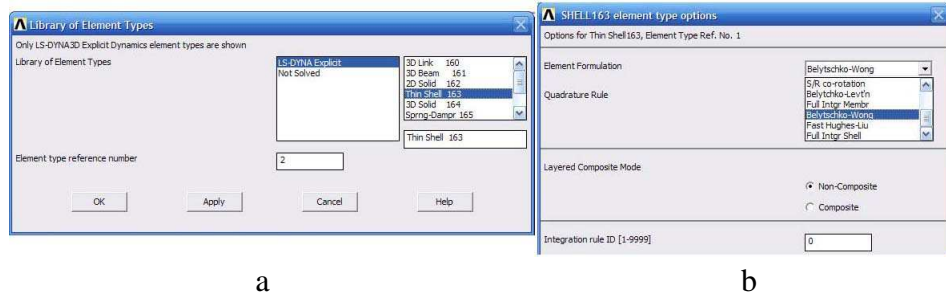 Library of Element Types
Only LS-DYNA3D Explicit Dynamics element types are shown
Library of Element Types
LS-DYNA Explicit
Not Solved
3D Link 160
3D Beam 161
2D Solid 162
Thin Shell 163
3D Solid 164
Sprng-Dampr 165
Thin Shell 163
Element type reference number
2
OK
Apply
Cancel
Help
a
SHELL163 element type options
Options for Thin Shell163, Element Type Ref. No. 1
Element Formulation
Belytschko-Wong
Quadrature Rule
S/R co-rotation
Belytchko-Levt'n
Full Intgr Membr
Belytschko-Wong
Fast Hughes-Liu
Full Intgr Shell
Layered Composite Mode
Non-Composite
Composite
Integration rule ID [1-9999]
0
b